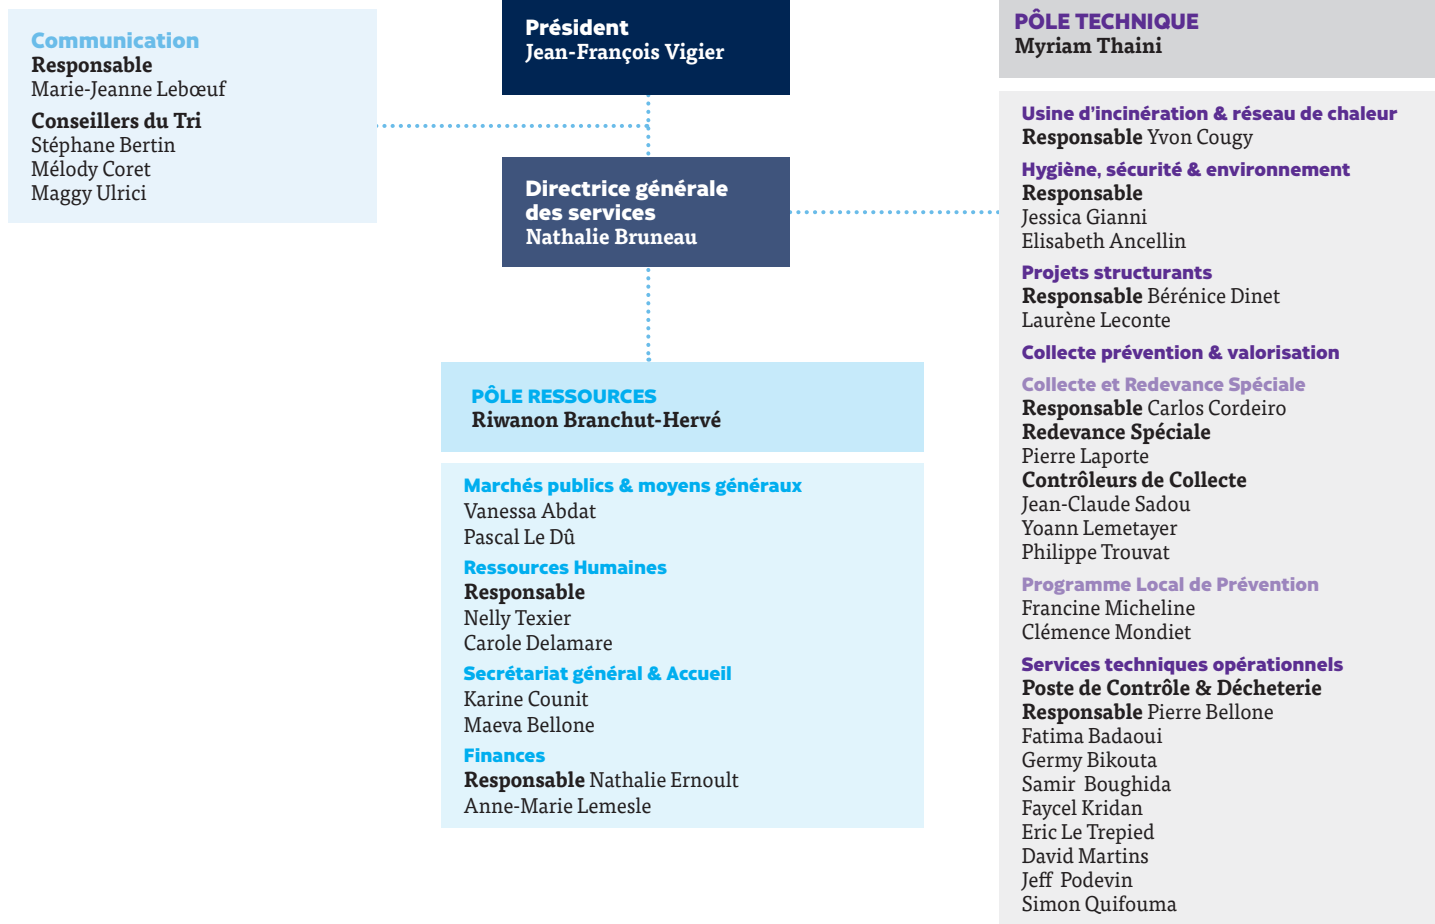 Communication
Responsable
Marie-Jeanne Lebœuf
Conseillers du Tri
Stéphane Bertin
Mélody Coret
Maggy Ulrici
Président
Jean-François Vigier
Directrice générale
des services
Nathalie Bruneau
PÔLE RESSOURCES
Riwanon Branchut-Hervé
Marchés publics & moyens généraux
Vanessa Abdat
Pascal Le Dû
Ressources Humaines
Responsable
Nelly Texier
Carole Delamare
Secrétariat général & Accueil
Karine Counit
Maeva Bellone
Finances
Responsable Nathalie Ernoult
Anne-Marie Lemesle
PÔLE TECHNIQUE
Myriam Thaini
Usine d'incinération & réseau de chaleur
Responsable Yvon Cougy
Hygiène, sécurité & environnement
Responsable
Jessica Gianni
Elisabeth Ancellin
Projets structurants
Responsable Bérénice Dinet
Laurène Leconte
Collecte prévention & valorisation
Collecte et Redevance Spéciale
Responsable Carlos Cordeiro
Redevance Spéciale
Pierre Laporte
Contrôleurs de Collecte
Jean-Claude Sadou
Yoann Lemetayer
Philippe Trouvat
Programme Local de Prévention
Francine Micheline
Clémence Mondiet
Services techniques opérationnels
Poste de Contrôle & Décheterie
Responsable Pierre Bellone
Fatima Badaoui
Germy Bikouta
Samir Boughida
Faycel Kridan
Eric Le Trepied
David Martins
Jeff Podevin
Simon Quifouma